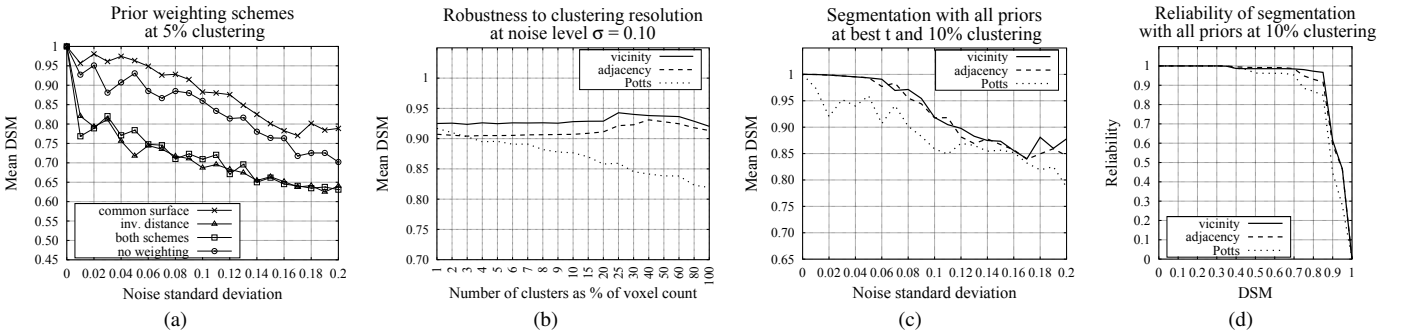 Prior weighting schemes
at 5% clustering
1
0.95
0.90
0.85
0.80
0.75
0.70
0.65
0.60
0.55
0.50
0.45
Mean DSM
common surface
inv. distance
both schemes
no weighting
0 0.02 0.04 0.06 0.08 0.1 0.12 0.14 0.16 0.18 0.2
Noise standard deviation
(a)
Robustness to clustering resolution
at noise level σ = 0.10
vicinity
adjacency
Potts
1
0.95
0.90
0.85
0.80
0.75
0.70
Mean DSM
1 2 3 4 5 6 7 8 9 10 13 15 20 25 30 40 50 60 80 100
Number of clusters as % of voxel count
(b)
Segmentation with all priors
at best t and 10% clustering
vicinity
adjacency
Potts
1
0.95
0.90
0.85
0.80
0.75
0.70
0.65
Mean DSM
0 0.02 0.04 0.06 0.08 0.1 0.12 0.14 0.16 0.18 0.2
Noise standard deviation
(c)
Reliability of segmentation
with all priors at 10% clustering
1
0.9
0.8
0.7
0.6
0.5
0.4
0.3
0.2
0.1
0
Reliability
vicinity
adjacency
Potts
0 0.1 0.2 0.3 0.4 0.5 0.6 0.7 0.8 0.9 1
DSM
(d)